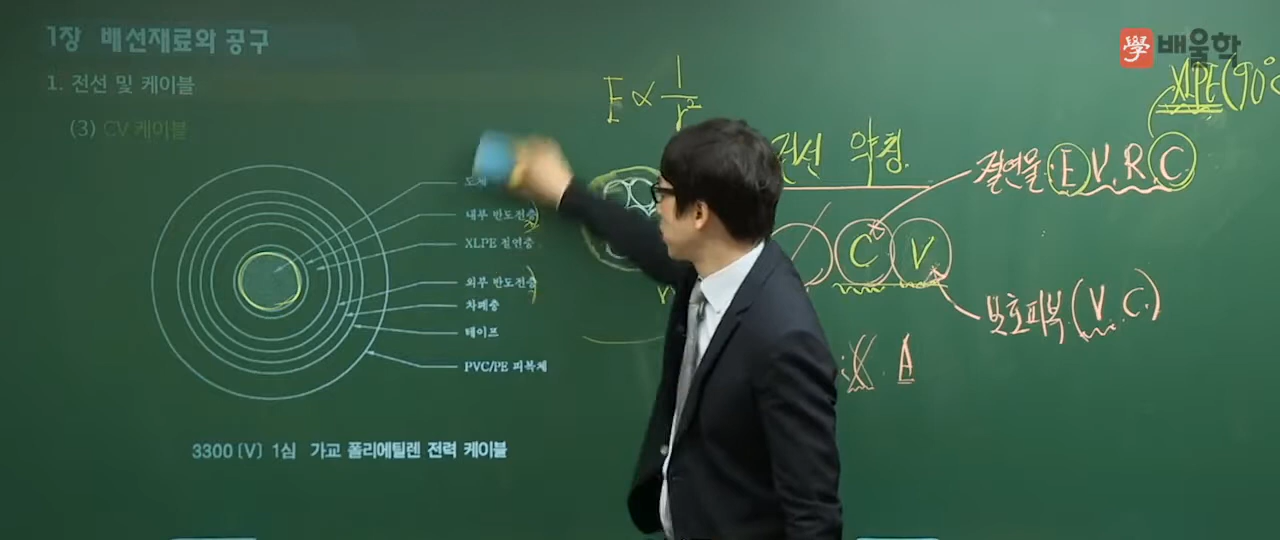 1장 배선재료와 공구
1. 전선 및 케이블
(3) CV 케이블
내부 반도전층
XLPE 절연층
외부 반도전층
차폐층
테이프
PVC/PE 피복체
3300 [V] 1심 가교 폴리에틸렌 전력 케이블
E ∝ 1/r²
전선 약칭
C V
절연물 E V. R. C
XLPE (90°
보호피복 (V. C.)
A
學 배움학